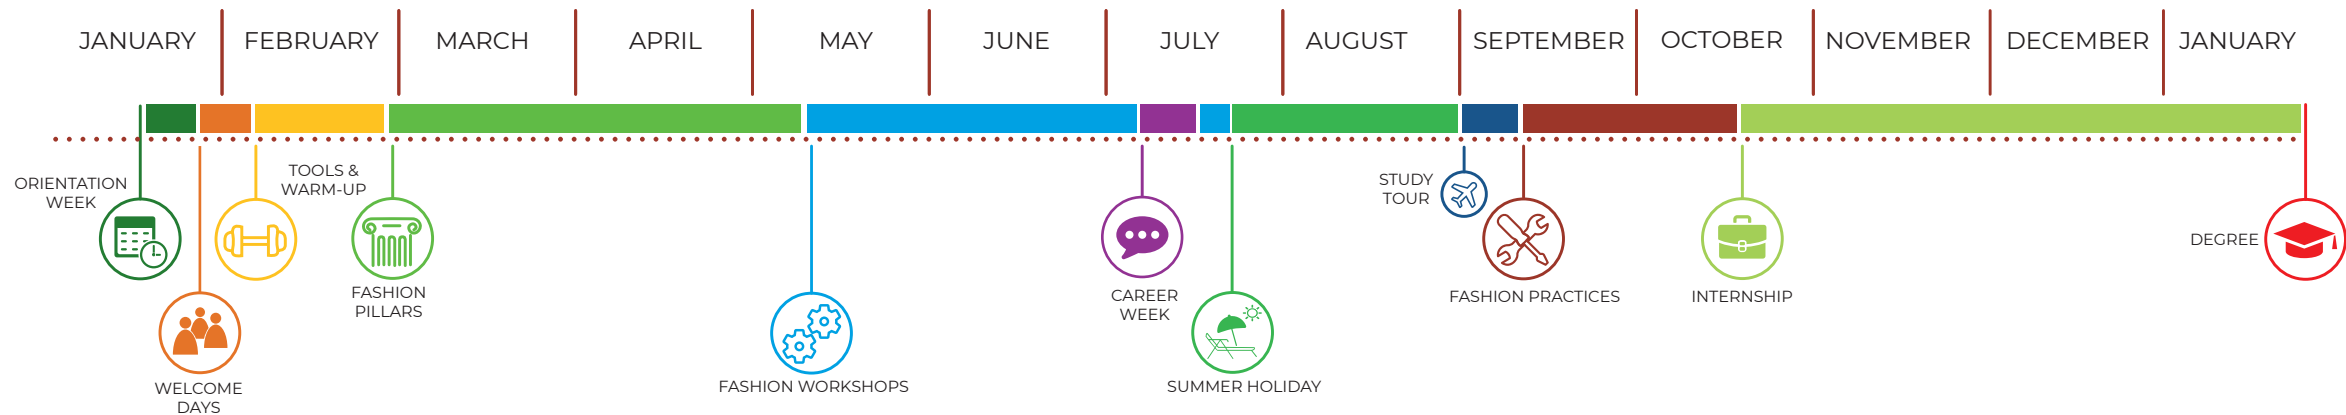 JANUARY
FEBRUARY
MARCH
APRIL
MAY
JUNE
JULY
AUGUST
SEPTEMBER
OCTOBER
NOVEMBER
DECEMBER
JANUARY
ORIENTATION
WEEK
WELCOME
DAYS
TOOLS &
WARM-UP
FASHION
PILLARS
FASHION WORKSHOPS
CAREER
WEEK
SUMMER HOLIDAY
STUDY
TOUR
FASHION PRACTICES
INTERNSHIP
DEGREE